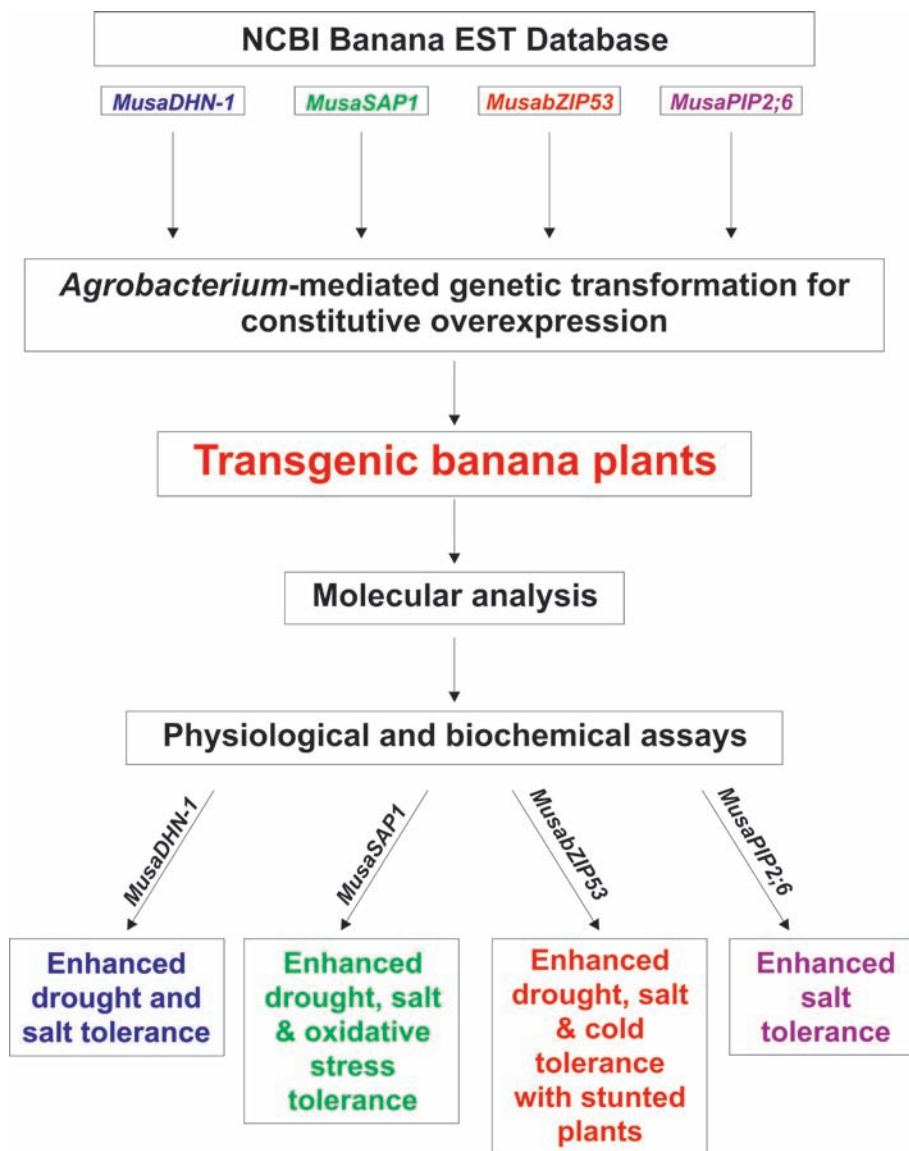 NCBI Banana EST Database
MusaDHN-1
MusaSAP1
MusabZIP53
MusaPIP2;6
Agrobacterium-mediated genetic transformation for
constitutive overexpression
Transgenic banana plants
Molecular analysis
Physiological and biochemical assays
MusaDHN-1
MusaSAP1
MusabZIP53
MusaPIP2;6
Enhanced
drought and
salt tolerance
Enhanced
drought, salt
& oxidative
stress
tolerance
Enhanced
drought, salt
& cold
tolerance
with stunted
plants
Enhanced
salt
tolerance